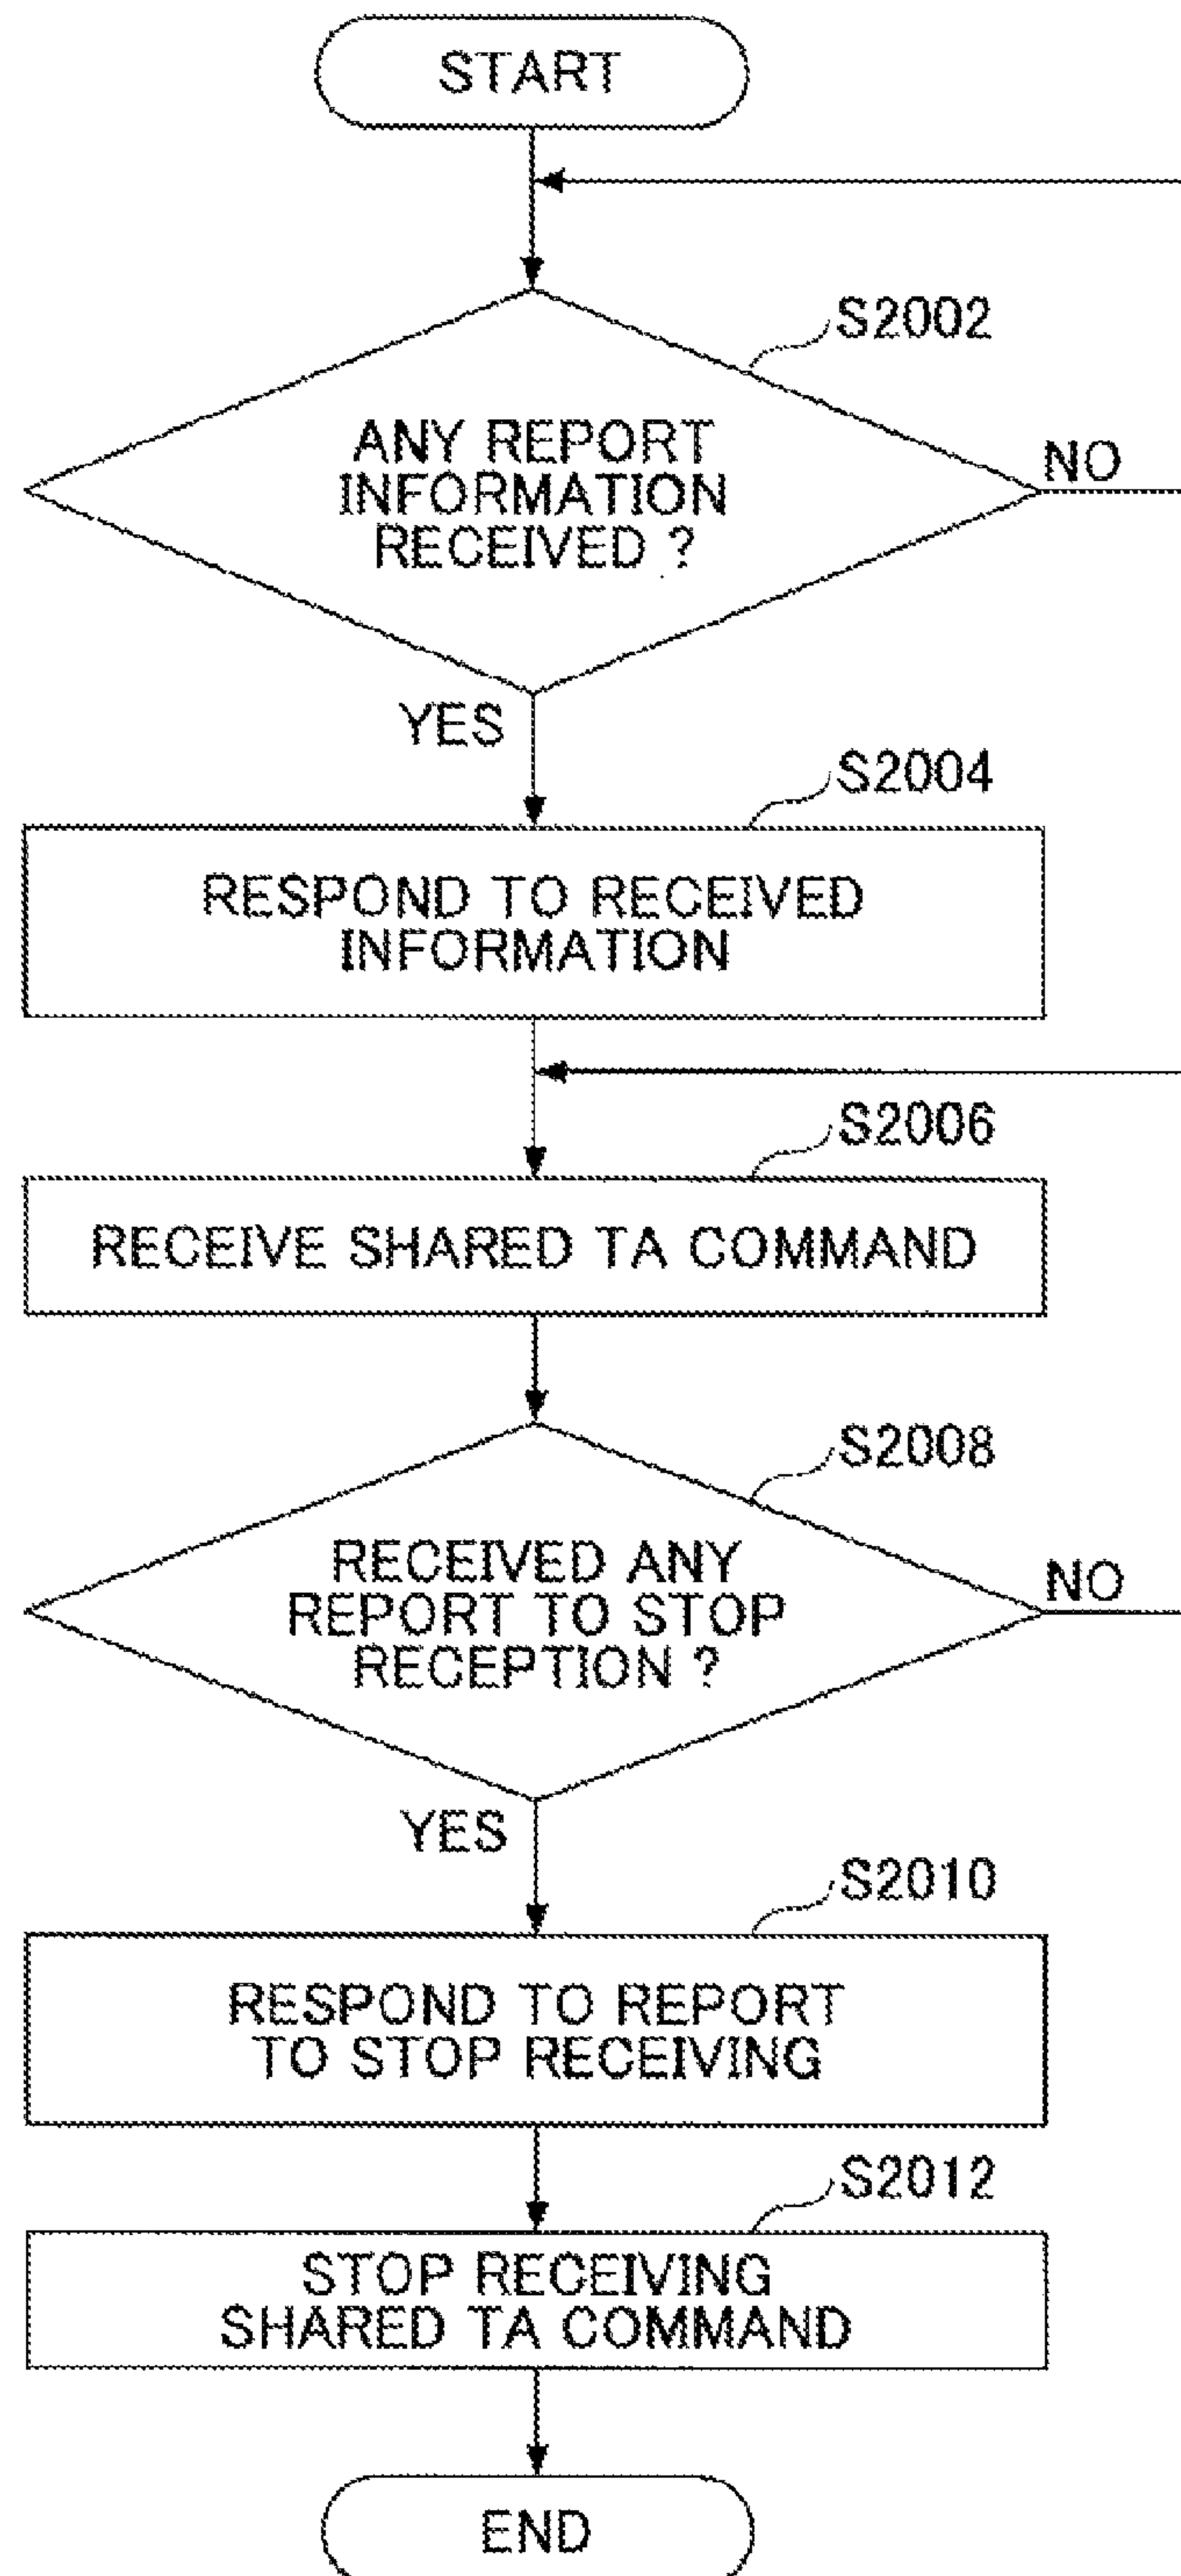 START
S2002
ANY REPORT
INFORMATION
RECEIVED ?
NO
YES
S2004
RESPOND TO RECEIVED
INFORMATION
S2006
RECEIVE SHARED TA COMMAND
S2008
RECEIVED ANY
REPORT TO STOP
RECEPTION ?
NO
YES
S2010
RESPOND TO REPORT
TO STOP RECEIVING
S2012
STOP RECEIVING
SHARED TA COMMAND
END